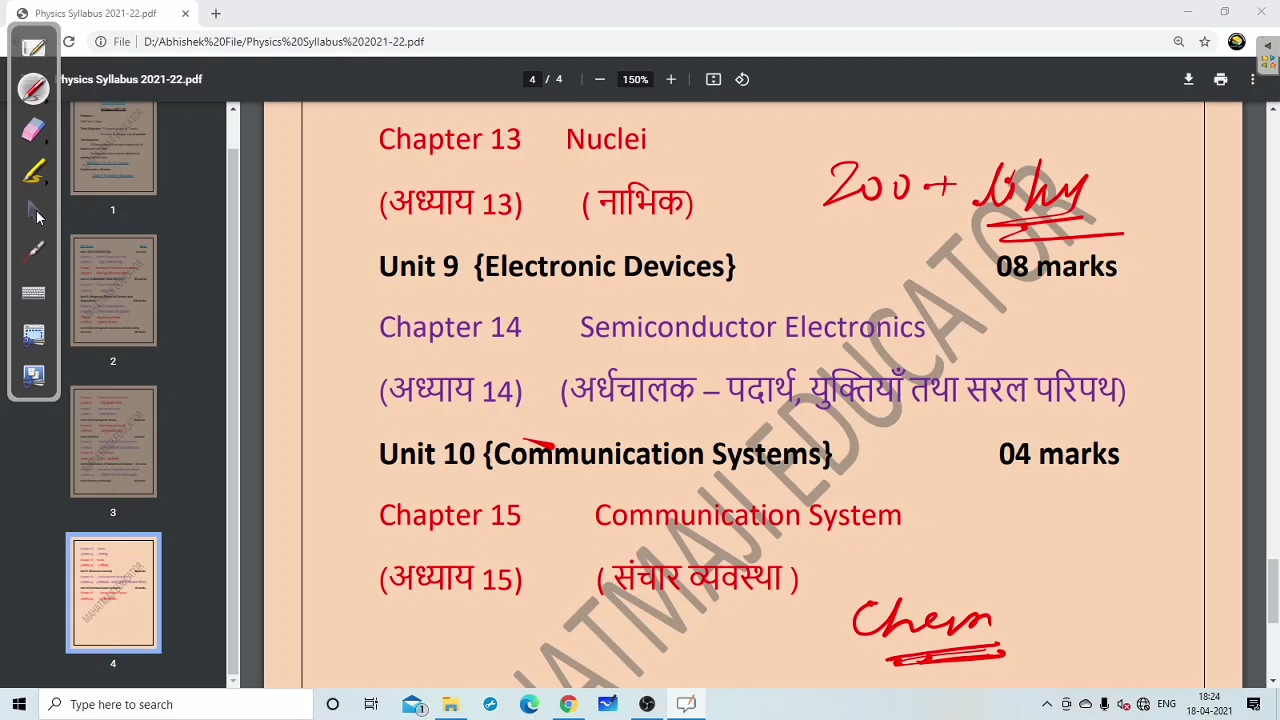 Physics Syllabus 2021-22.pdf
File D:/Abhishek%20File/Physics%20Syllabus%202021-22.pdf
Physics Syllabus 2021-22.pdf
4 / 4
150%
Chapter 13 Nuclei
(अध्याय 13) ( नाभिक)
200+ Phy
Unit 9 {Electronic Devices} 08 marks
Chapter 14 Semiconductor Electronics
(अध्याय 14) (अर्धचालक – पदार्थ, युक्तियाँ तथा सरल परिपथ)
Unit 10 {Communication Systems} 04 marks
Chapter 15 Communication System
(अध्याय 15) ( संचार व्यवस्था )
Chem
HATMAJI EDUCATOR
1
2
3
4
Type here to search
1
ENG
18:24
18-04-2021